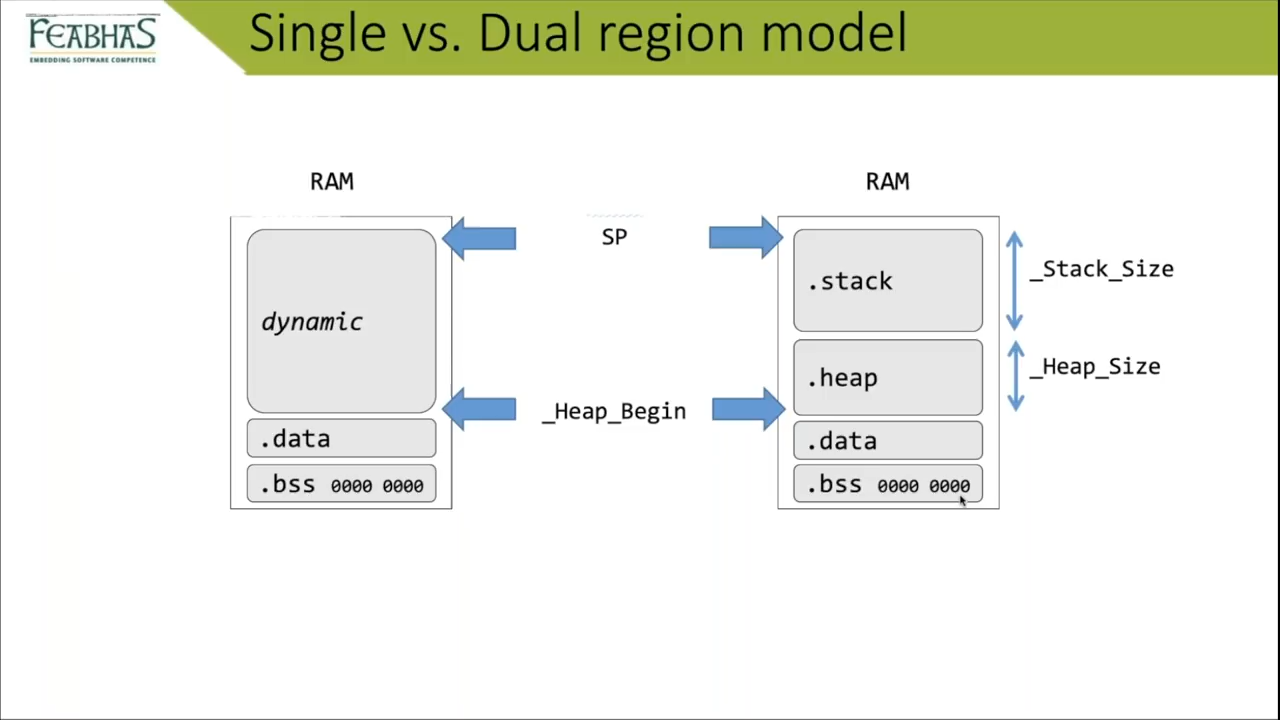 FEABHAS
EMBEDDING SOFTWARE COMPETENCE
Single vs. Dual region model
RAM
dynamic
.data
.bss 0000 0000
SP
_Heap_Begin
RAM
.stack
.heap
.data
.bss 0000 0000
_Stack_Size
_Heap_Size